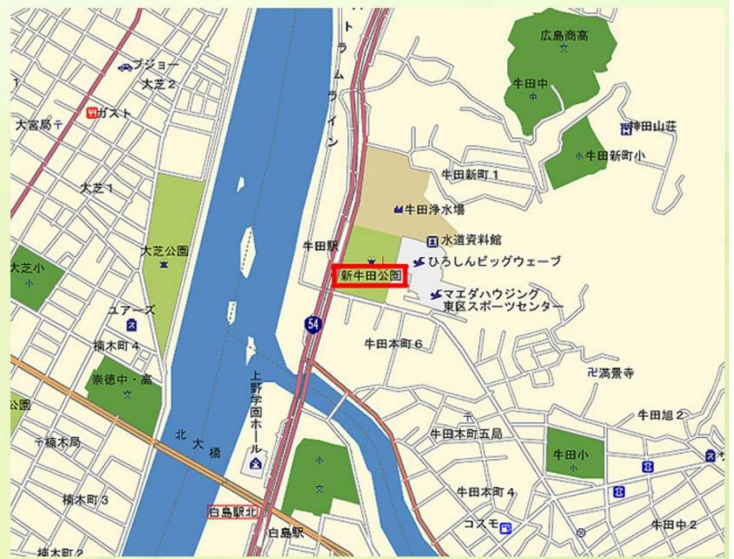 広島商高
プジョー
大芝2
牛田中
ガスト
大宮局
ストラムライン
神田山荘
牛田新町小
牛田新町1
大芝1
牛田浄水場
牛田駅
水道資料館
大芝公園
ひろしんビッグウェーブ
大芝小
新牛田公園
マエダハウジング
東区スポーツセンター
ユアーズ
54
楠木町4
牛田本町6
満景寺
崇徳中・高
上野学園ホール
公園
牛田旭2
北大橋
楠木局
牛田本町五局
牛田小
楠木町3
牛田本町4
白島駅北
コスモ
白島駅
牛田中2
楠木町2